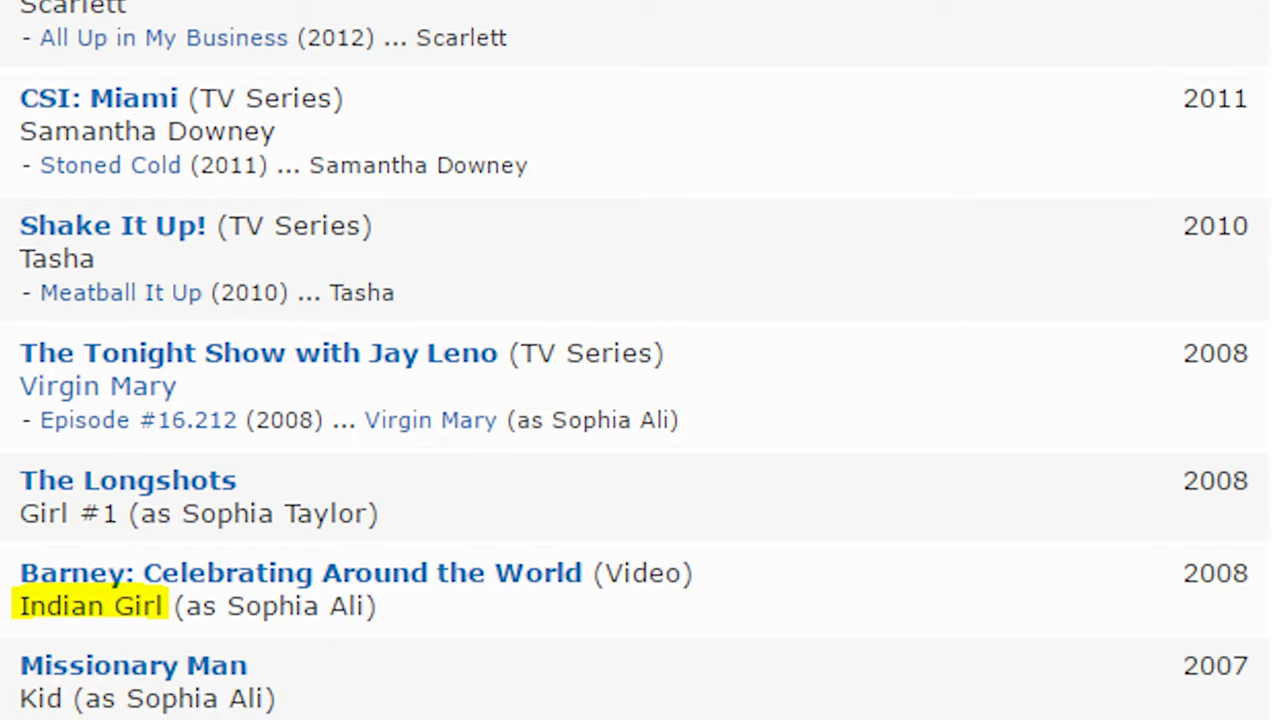 Scarlett
- All Up in My Business (2012) ... Scarlett
CSI: Miami (TV Series) 2011
Samantha Downey
- Stoned Cold (2011) ... Samantha Downey
Shake It Up! (TV Series) 2010
Tasha
- Meatball It Up (2010) ... Tasha
The Tonight Show with Jay Leno (TV Series) 2008
Virgin Mary
- Episode #16.212 (2008) ... Virgin Mary (as Sophia Ali)
The Longshots 2008
Girl #1 (as Sophia Taylor)
Barney: Celebrating Around the World (Video) 2008
Indian Girl (as Sophia Ali)
Missionary Man 2007
Kid (as Sophia Ali)